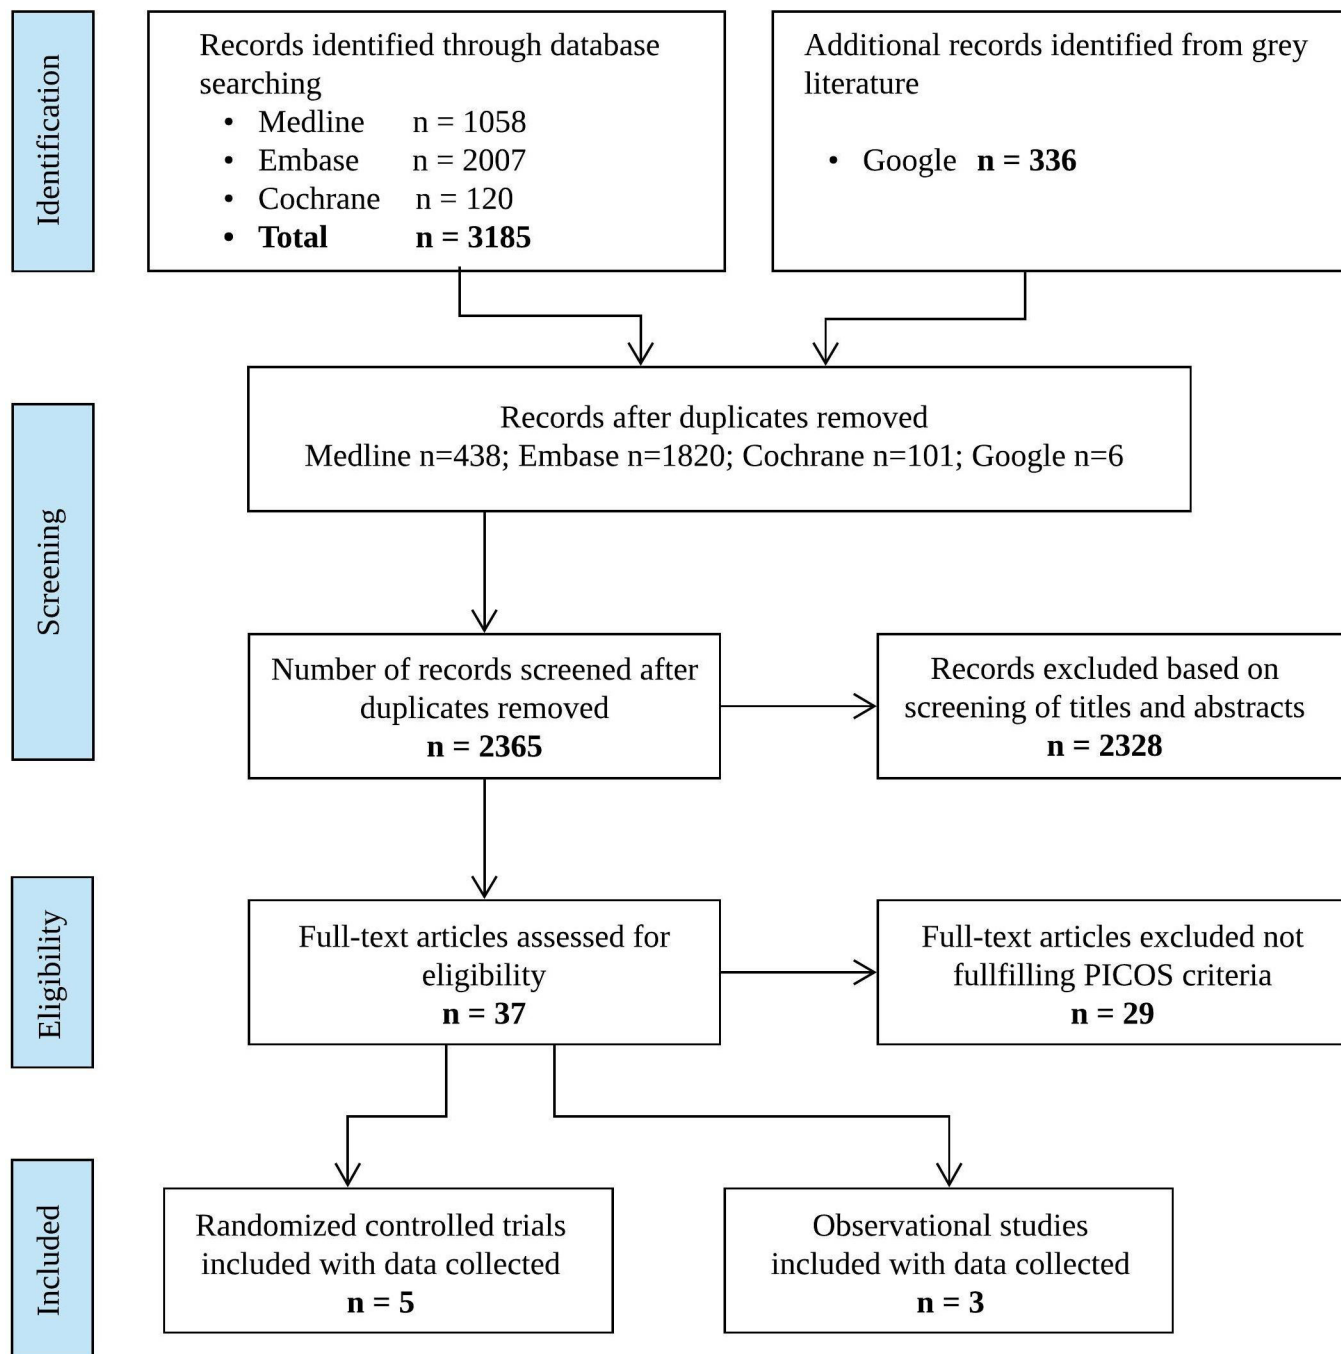 Identification
Records identified through database
searching
• Medline n = 1058
• Embase n = 2007
• Cochrane n = 120
• Total n = 3185
Additional records identified from grey
literature
• Google n = 336
Screening
Records after duplicates removed
Medline n=438; Embase n=1820; Cochrane n=101; Google n=6
Number of records screened after
duplicates removed
n = 2365
Records excluded based on
screening of titles and abstracts
n = 2328
Eligibility
Full-text articles assessed for
eligibility
n = 37
Full-text articles excluded not
fullfilling PICOS criteria
n = 29
Included
Randomized controlled trials
included with data collected
n = 5
Observational studies
included with data collected
n = 3